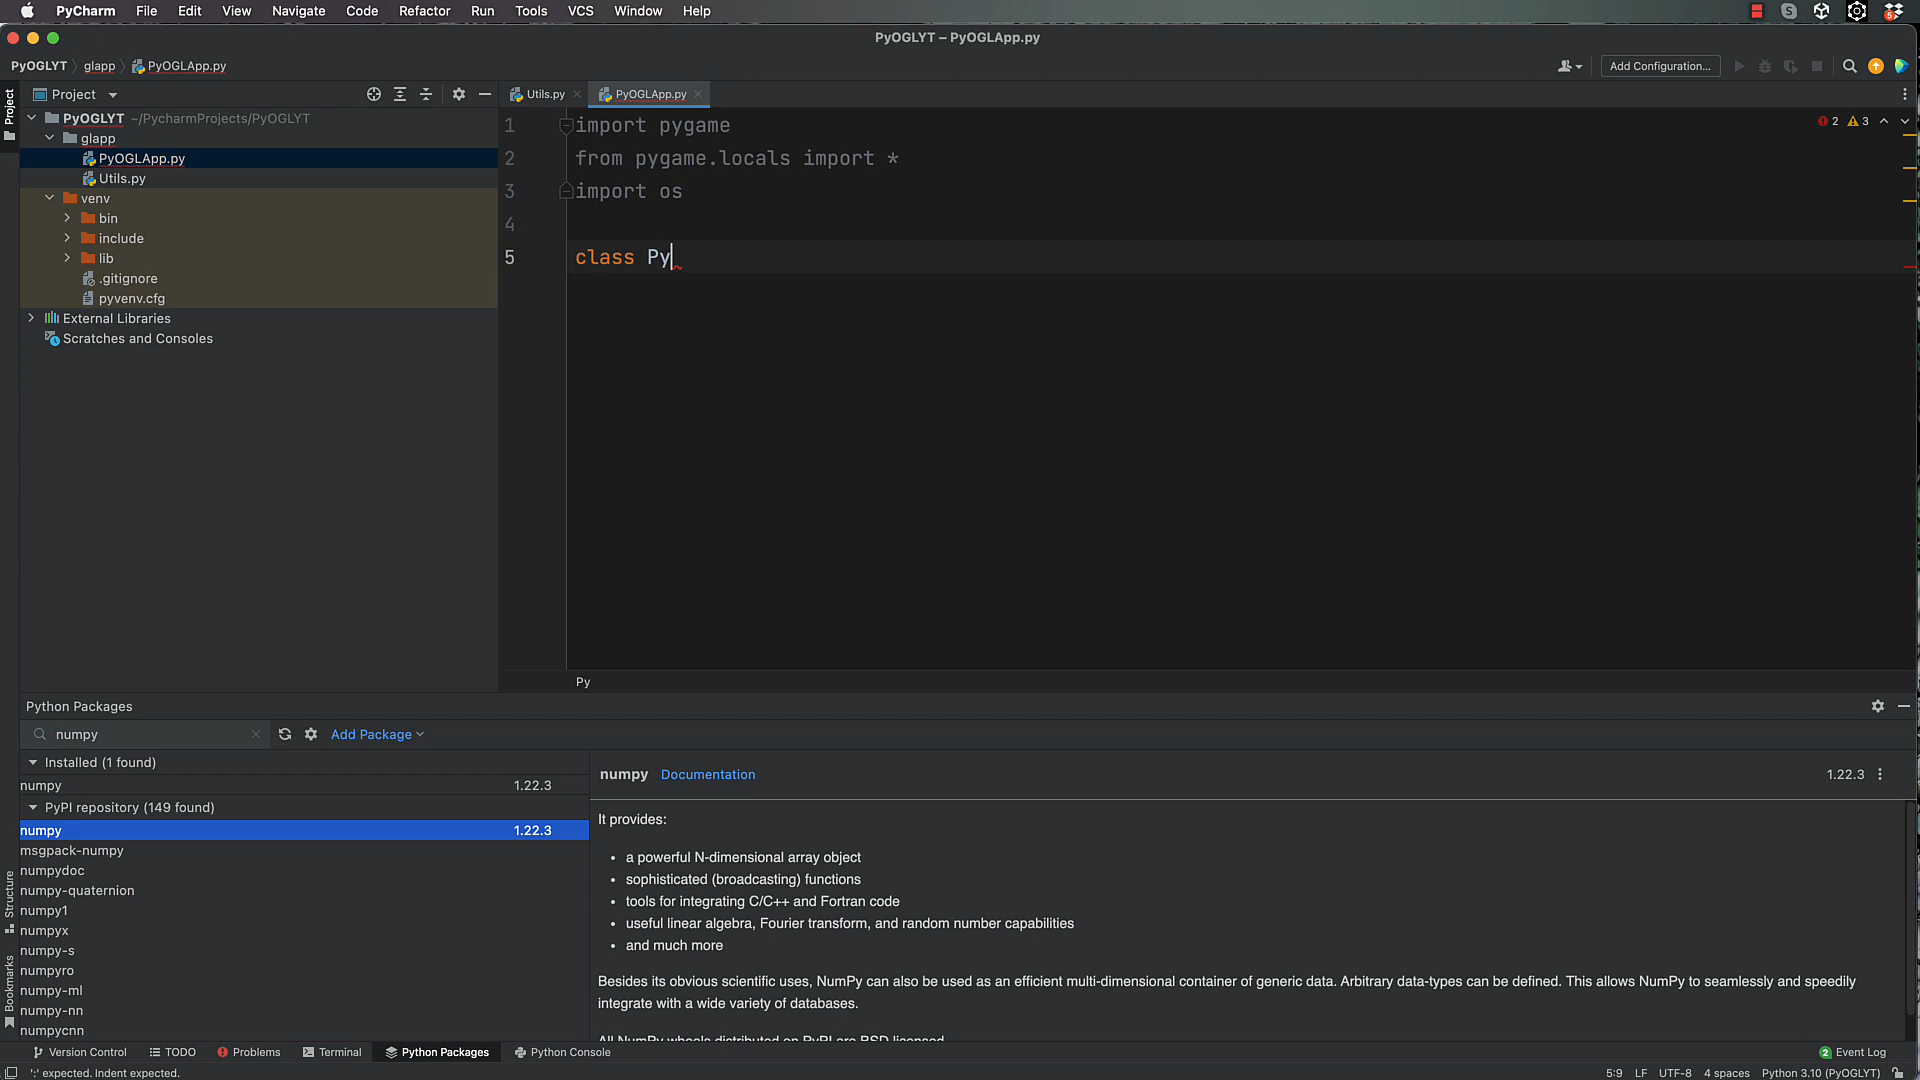 PyCharm File Edit View Navigate Code Refactor Run Tools VCS Window Help
PyOGLYT – PyOGLApp.py
PyOGLYT glapp PyOGLApp.py
Add Configuration...
Project
Project
Utils.py
PyOGLApp.py
PyOGLYT ~/PycharmProjects/PyOGLYT
glapp
PyOGLApp.py
Utils.py
venv
bin
include
lib
.gitignore
pyvenv.cfg
External Libraries
Scratches and Consoles
1 import pygame
2 from pygame.locals import *
3 import os
4
5 class Py
2 3
Py
Python Packages
numpy
Add Package
Installed (1 found)
numpy 1.22.3
PyPI repository (149 found)
numpy 1.22.3
msgpack-numpy
numpydoc
numpy-quaternion
numpy1
numpyx
numpy-s
numpyro
numpy-ml
numpy-nn
numpycnn
numpy Documentation 1.22.3
It provides:
• a powerful N-dimensional array object
• sophisticated (broadcasting) functions
• tools for integrating C/C++ and Fortran code
• useful linear algebra, Fourier transform, and random number capabilities
• and much more
Besides its obvious scientific uses, NumPy can also be used as an efficient multi-dimensional container of generic data. Arbitrary data-types can be defined. This allows NumPy to seamlessly and speedily
integrate with a wide variety of databases.
All NumPy wheels distributed on PyPI are BSD licensed
Structure
Bookmarks
Version Control TODO Problems Terminal Python Packages Python Console 2 Event Log
':' expected. Indent expected. 5:9 LF UTF-8 4 spaces Python 3.10 (PyOGLYT)